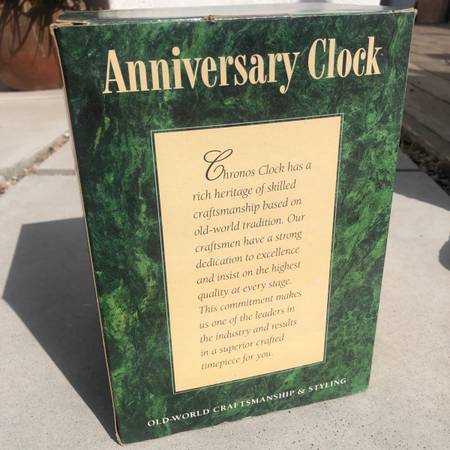 Anniversary Clock
Chronos Clock has a
rich heritage of skilled
craftsmanship based on
old-world tradition. Our
craftsmen have a strong
dedication to excellence
and insist on the highest
quality at every stage.
This commitment makes
us one of the leaders in
the industry and results
in a superior crafted
timepiece for you.
OLD-WORLD CRAFTSMANSHIP & STYLING